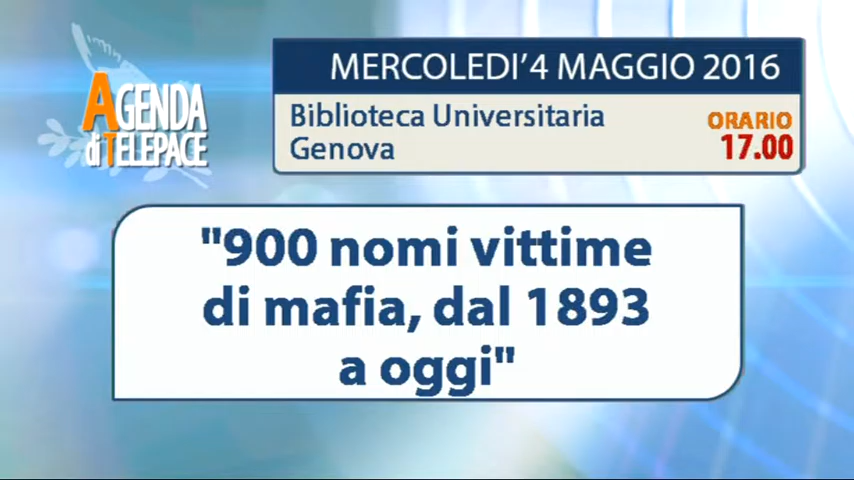 AGENDA
di TELEPACE
MERCOLEDI'4 MAGGIO 2016
Biblioteca Universitaria
Genova
ORARIO
17.00
"900 nomi vittime
di mafia, dal 1893
a oggi"